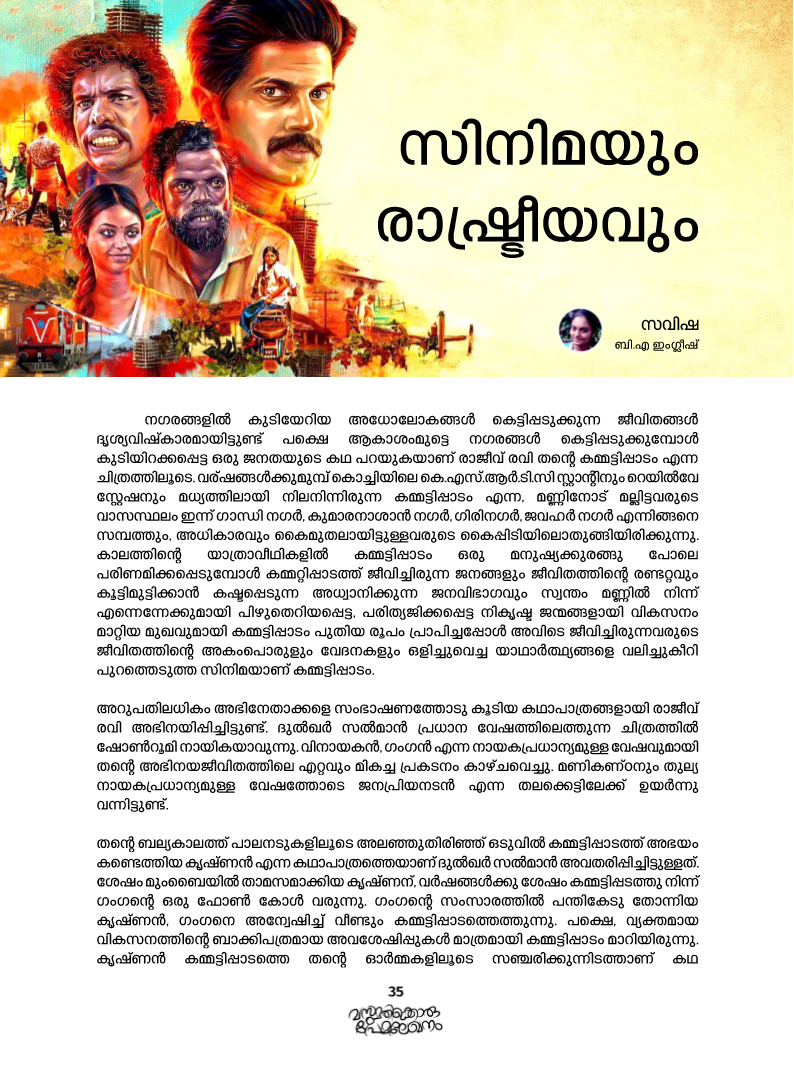 സിനിമയും
രാഷ്ട്രീയവും
സവിഷ
ബി.എ ഇംഗ്ലീഷ്
നഗരങ്ങളിൽ കുടിയേറിയ അധോലോകങ്ങൾ കെട്ടിപ്പടുക്കുന്ന ജീവിതങ്ങൾ
ദൃശ്യവിഷ്കാരമായിട്ടുണ്ട് പക്ഷെ ആകാശംമുട്ടെ നഗരങ്ങൾ കെട്ടിപ്പടുക്കുമ്പോൾ
കുടിയിറക്കപ്പെട്ട ഒരു ജനതയുടെ കഥ പറയുകയാണ് രാജീവ് രവി തന്റെ കമ്മട്ടിപ്പാടം എന്ന
ചിത്രത്തിലൂടെ. വര്ഷങ്ങൾക്കുമുമ്പ് കൊച്ചിയിലെ കെ.എസ്.ആർ.ടി.സി സ്റ്റാന്റിനും റെയിൽവേ
സ്റ്റേഷനും മധ്യത്തിലായി നിലനിന്നിരുന്ന കമ്മട്ടിപ്പാടം എന്ന, മണ്ണിനോട് മല്ലിട്ടവരുടെ
വാസസ്ഥലം ഇന്ന് ഗാന്ധി നഗർ, കുമാരനാശാൻ നഗർ, ഗിരിനഗർ, ജവഹർ നഗർ എന്നിങ്ങനെ
സമ്പത്തും, അധികാരവും കൈമുതലായിട്ടുള്ളവരുടെ കൈപ്പിടിയിലൊതുങ്ങിയിരിക്കുന്നു.
കാലത്തിന്റെ യാത്രാവീഥികളിൽ കമ്മട്ടിപ്പാടം ഒരു മനുഷ്യക്കുരങ്ങു പോലെ
പരിണമിക്കപ്പെടുമ്പോൾ കമ്മറ്റിപ്പാടത്ത് ജീവിച്ചിരുന്ന ജനങ്ങളും ജീവിതത്തിന്റെ രണ്ടറ്റവും
കൂട്ടിമുട്ടിക്കാൻ കഷ്ടപ്പെടുന്ന അധ്വാനിക്കുന്ന ജനവിഭാഗവും സ്വന്തം മണ്ണിൽ നിന്ന്
എന്നെന്നേക്കുമായി പിഴുതെറിയപ്പെട്ട, പരിത്യജിക്കപ്പെട്ട നികൃഷ്ട ജന്മങ്ങളായി വികസനം
മാറ്റിയ മുഖവുമായി കമ്മട്ടിപ്പാടം പുതിയ രൂപം പ്രാപിച്ചപ്പോൾ അവിടെ ജീവിച്ചിരുന്നവരുടെ
ജീവിതത്തിന്റെ അകംപൊരുളും വേദനകളും ഒളിച്ചുവെച്ച യാഥാർത്ഥ്യങ്ങളെ വലിച്ചുകീറി
പുറത്തെടുത്ത സിനിമയാണ് കമ്മട്ടിപ്പാടം.
അറുപതിലധികം അഭിനേതാക്കളെ സംഭാഷണത്തോടു കൂടിയ കഥാപാത്രങ്ങളായി രാജീവ്
രവി അഭിനയിപ്പിച്ചിട്ടുണ്ട്. ദുൽഖർ സൽമാൻ പ്രധാന വേഷത്തിലെത്തുന്ന ചിത്രത്തിൽ
ഷോൺറൂമി നായികയാവുന്നു. വിനായകൻ, ഗംഗൻ എന്ന നായകപ്രധാന്യമുള്ള വേഷവുമായി
തന്റെ അഭിനയജീവിതത്തിലെ ഏറ്റവും മികച്ച പ്രകടനം കാഴ്ചവെച്ചു. മണികണ്ഠനും തുല്യ
നായകപ്രധാന്യമുള്ള വേഷത്തോടെ ജനപ്രിയനടൻ എന്ന തലക്കെട്ടിലേക്ക് ഉയർന്നു
വന്നിട്ടുണ്ട്.
തന്റെ ബല്യകാലത്ത് പാലനടുകളിലൂടെ അലഞ്ഞുതിരിഞ്ഞ് ഒടുവിൽ കമ്മട്ടിപ്പാടത്ത് അഭയം
കണ്ടെത്തിയ കൃഷ്ണൻ എന്ന കഥാപാത്രത്തെയാണ് ദുൽഖർ സൽമാൻ അവതരിപ്പിച്ചിട്ടുള്ളത്.
ശേഷം മുംബൈയിൽ താമസമാക്കിയ കൃഷ്ണന്, വർഷങ്ങൾക്കു ശേഷം കമ്മട്ടിപ്പടത്തു നിന്ന്
ഗംഗന്റെ ഒരു ഫോൺ കോൾ വരുന്നു. ഗംഗന്റെ സംസാരത്തിൽ പന്തികേടു തോന്നിയ
കൃഷ്ണൻ, ഗംഗനെ അന്വേഷിച്ച് വീണ്ടും കമ്മട്ടിപ്പാടത്തെത്തുന്നു. പക്ഷെ, വ്യക്തമായ
വികസനത്തിന്റെ ബാക്കിപത്രമായ അവശേഷിപ്പുകൾ മാത്രമായി കമ്മട്ടിപ്പാടം മാറിയിരുന്നു.
കൃഷ്ണൻ കമ്മട്ടിപ്പാടത്തെ തന്റെ ഓർമ്മകളിലൂടെ സഞ്ചരിക്കുന്നിടത്താണ് കഥ
35